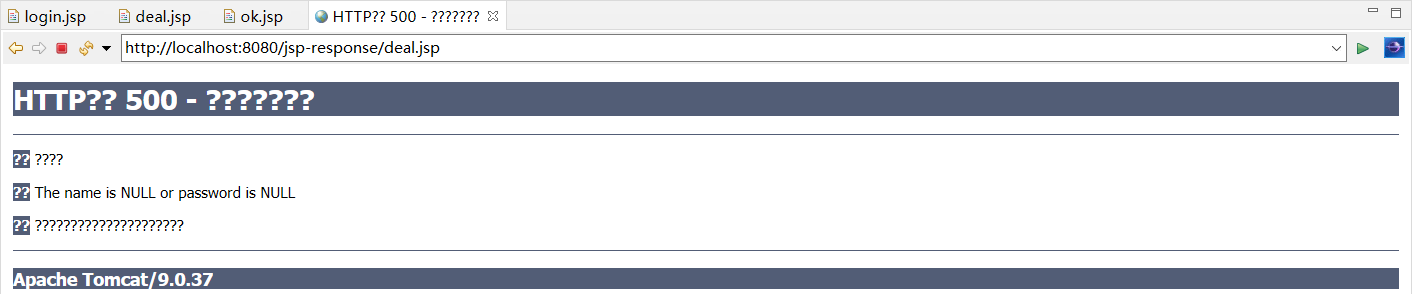 login.jsp deal.jsp ok.jsp HTTP?? 500 - ???????
http://localhost:8080/jsp-response/deal.jsp
HTTP?? 500 - ???????
?? ????
?? The name is NULL or password is NULL
?? ?????????????????????
Apache Tomcat/9.0.37